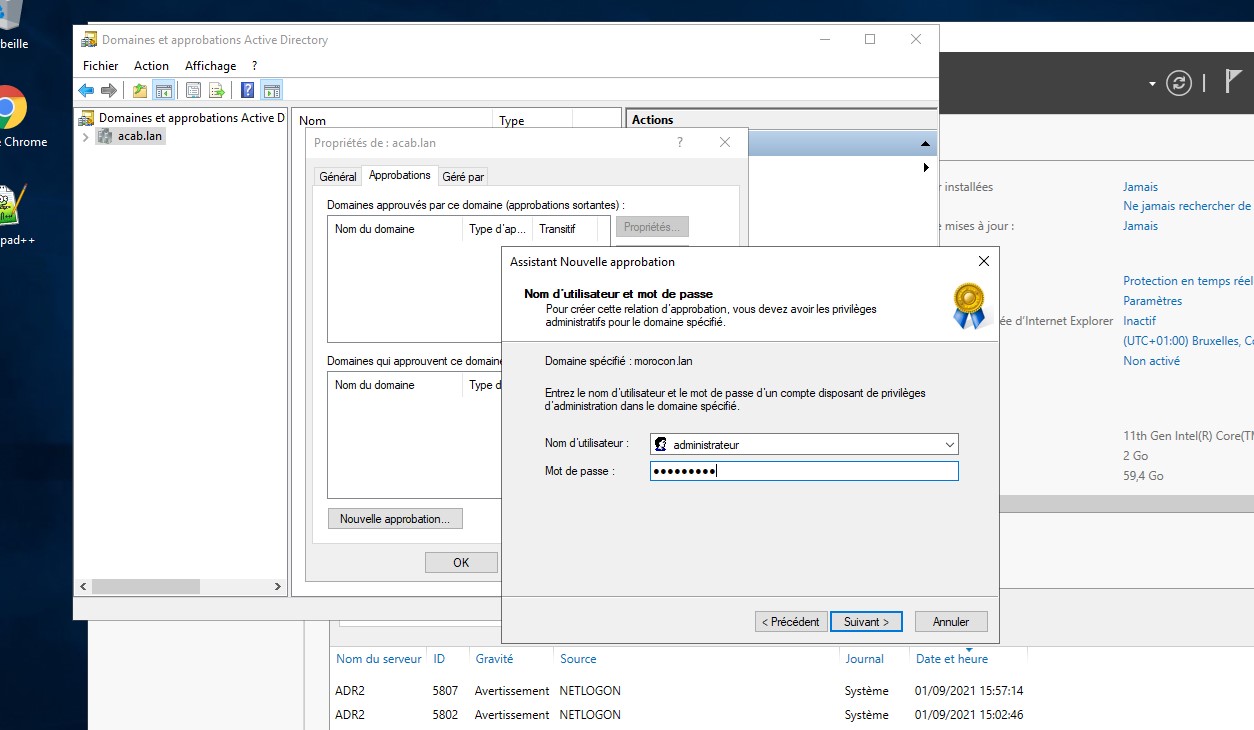 beille
Chrome
pad++
Domaines et approbations Active Directory
Fichier Action Affichage ?
Domaines et approbations Active D
acab.lan
Nom Type
Actions
Propriétés de : acab.lan ?
Général Approbations Géré par
Domaines approuvés par ce domaine (approbations sortantes) :
Nom du domaine Type d'ap... Transitif
Propriétés...
Domaines qui approuvent ce domaine
Nom du domaine Type d
Nouvelle approbation...
OK
Assistant Nouvelle approbation
Nom d'utilisateur et mot de passe
Pour créer cette relation d'approbation, vous devez avoir les privilèges
administratifs pour le domaine spécifié.
Domaine spécifié : morocon.lan
Entrez le nom d'utilisateur et le mot de passe d'un compte disposant de privilèges
d'administration dans le domaine spécifié.
Nom d'utilisateur : administrateur
Mot de passe : ●●●●●●●●●
< Précédent Suivant > Annuler
r installées Jamais
Ne jamais rechercher de
e mises à jour : Jamais
Protection en temps réel
Paramètres
ée d'Internet Explorer Inactif
(UTC+01:00) Bruxelles, Co
Non activé
11th Gen Intel(R) Core(TM
2 Go
59,4 Go
Nom du serveur ID Gravité Source Journal Date et heure
ADR2 5807 Avertissement NETLOGON Système 01/09/2021 15:57:14
ADR2 5802 Avertissement NETLOGON Système 01/09/2021 15:02:46